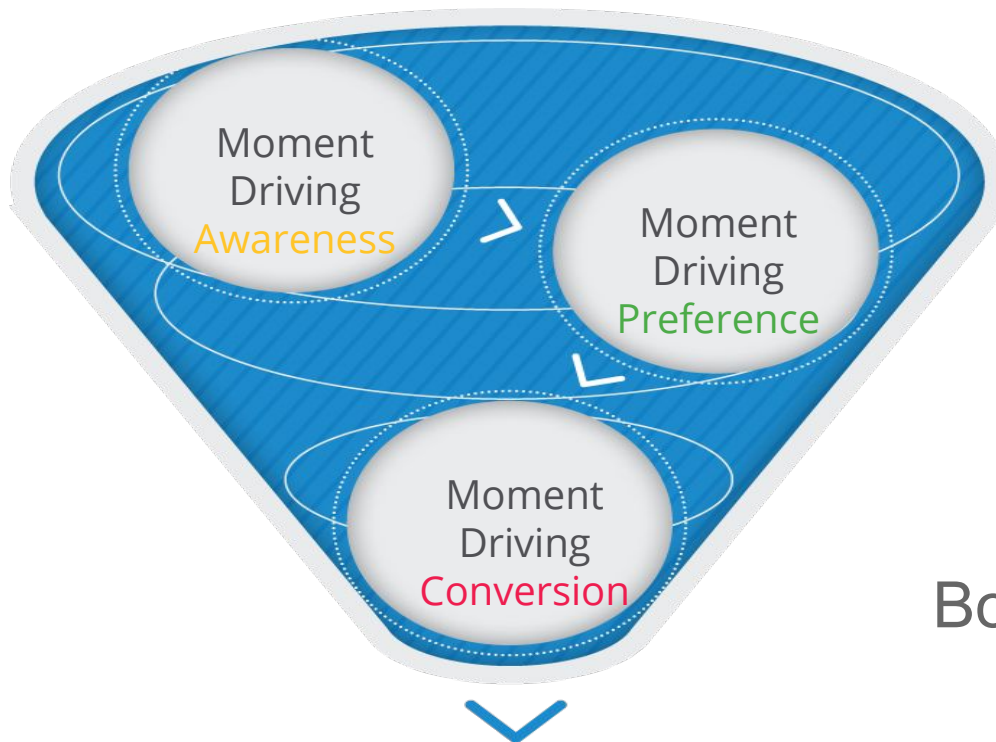 Moment
Driving
Awareness
Moment
Driving
Preference
Moment
Driving
Conversion